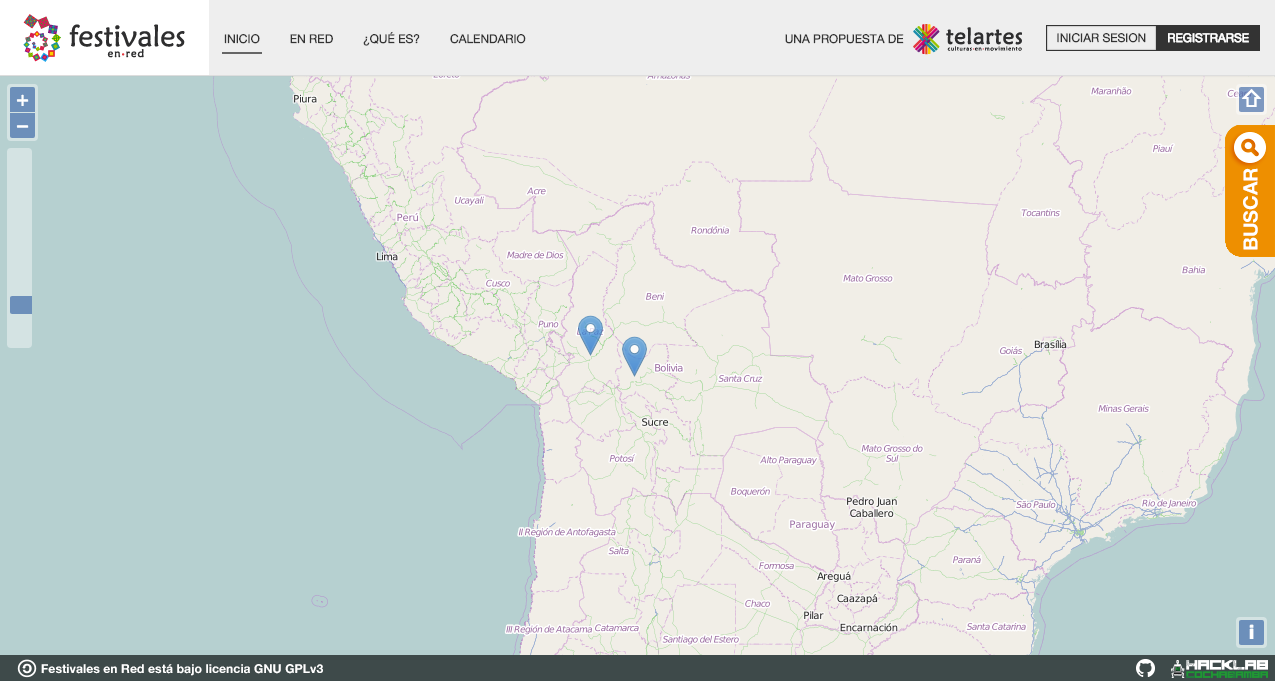 festivales
en·red
INICIO
EN RED
¿QUÉ ES?
CALENDARIO
UNA PROPUESTA DE
telartes
culturas·en·movimiento
INICIAR SESION
REGISTRARSE
+
−
Amazonas
Piura
Maranhão
Piauí
BUSCAR
Acre
Ucayali
Perú
Tocantins
Rondônia
Lima
Madre de Dios
Bahia
Mato Grosso
Cusco
Beni
Puno
Brasília
Goiás
Bolivia
Santa Cruz
Minas Gerais
Sucre
Mato Grosso do
Sul
Potosí
Alto Paraguay
Boquerón
Pedro Juan
Caballero
São Paulo
Rio de Janeiro
Paraguay
II Región de Antofagasta
Salta
Paraná
Formosa
Areguá
Chaco
Caazapá
Pilar
Encarnación
III Región de Atacama
Catamarca
Santa Catarina
Santiago del Estero
i
Festivales en Red está bajo licencia GNU GPLv3
HACKLAB
COCHABAMBA